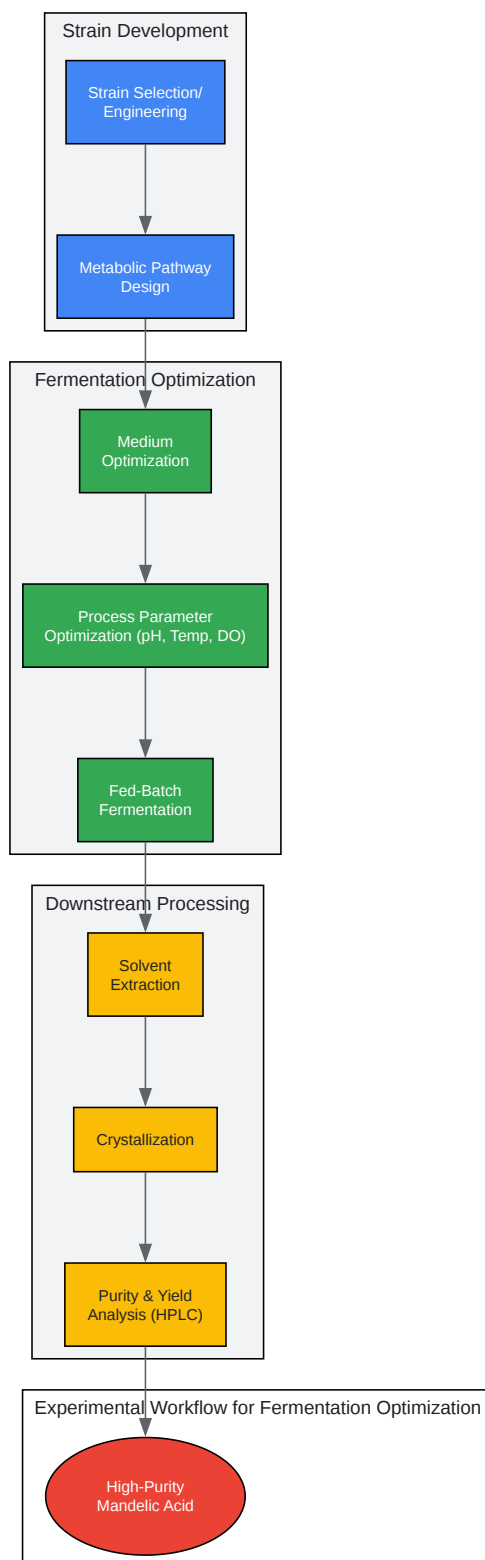 Strain Development
Strain Selection/
Engineering
Metabolic Pathway
Design
Fermentation Optimization
Medium
Optimization
Process Parameter
Optimization (pH, Temp, DO)
Fed-Batch
Fermentation
Downstream Processing
Solvent
Extraction
Crystallization
Purity & Yield
Analysis (HPLC)
Experimental Workflow for Fermentation Optimization
High-Purity
Mandelic Acid